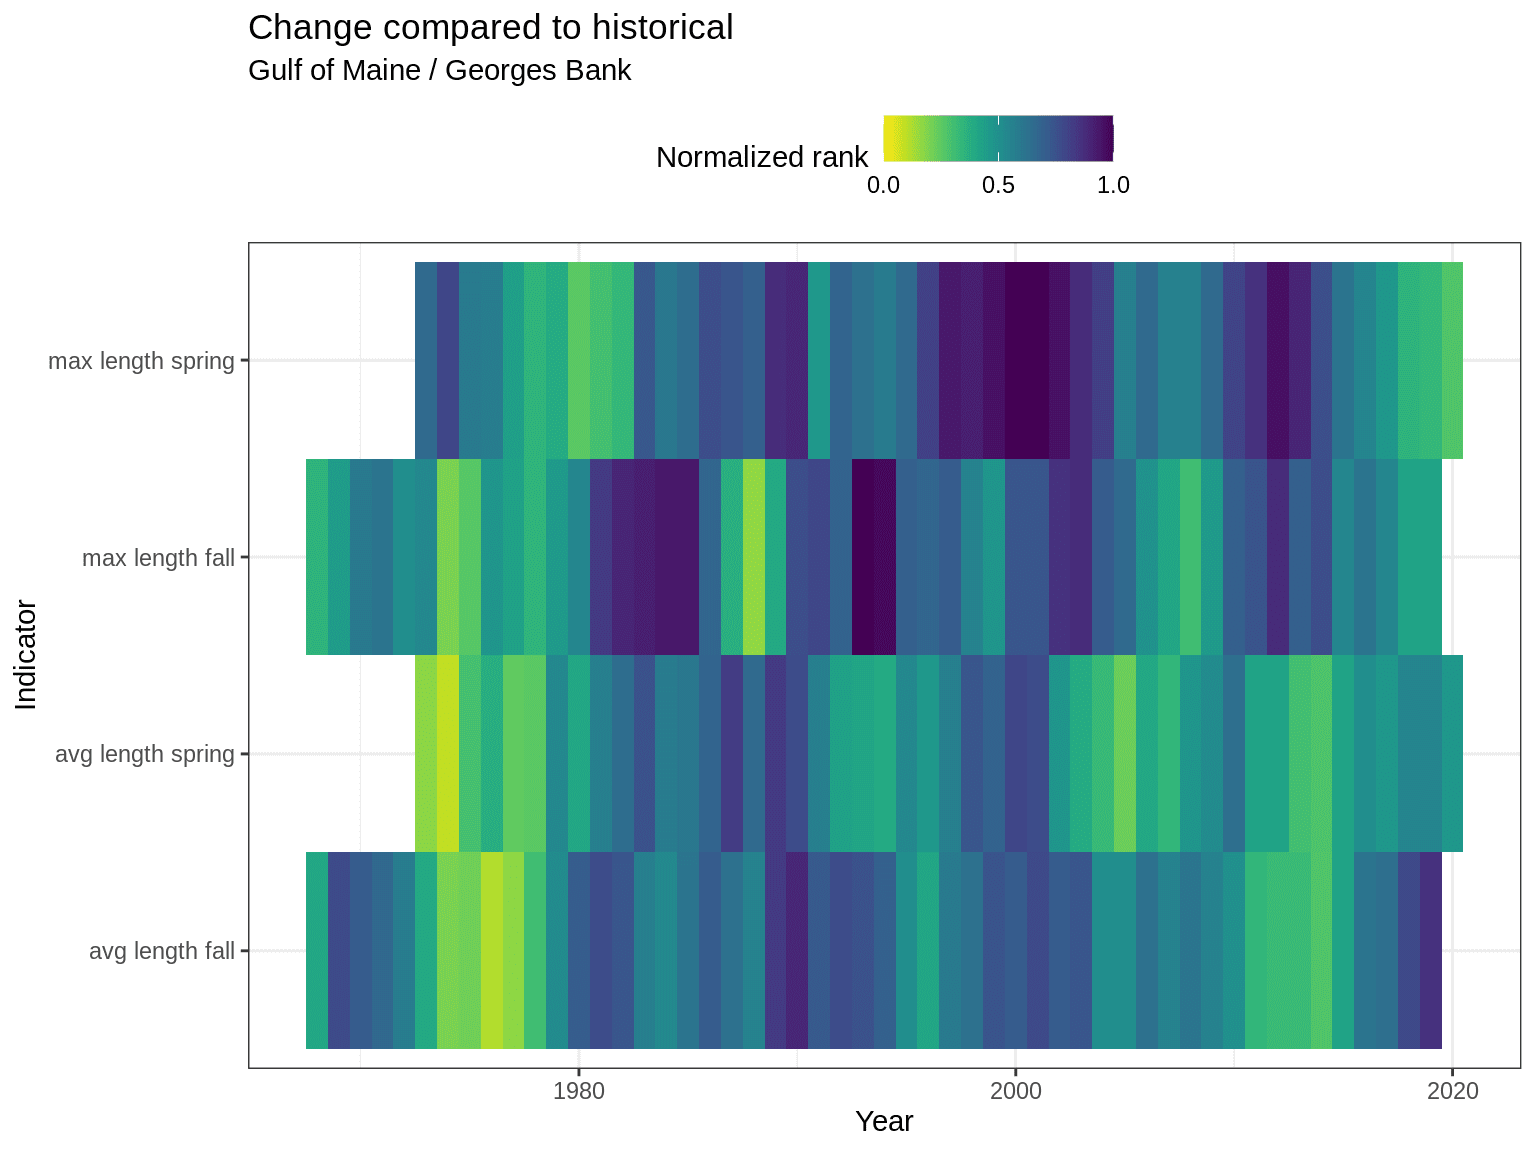 Change compared to historical
Gulf of Maine / Georges Bank
Normalized rank
0.0 0.5 1.0
max length spring
max length fall
avg length spring
avg length fall
Indicator
1980 2000 2020
Year